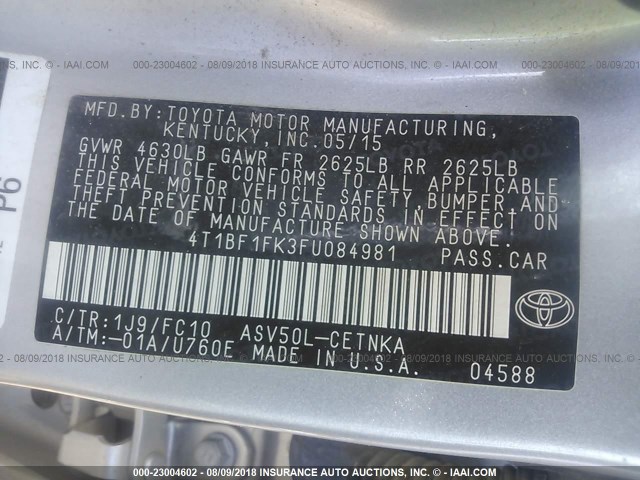 000-23004602 - 08/09/2018 INSURANCE AUTO AUCTIONS, INC. - © IAAI.COM
P6
MFD.BY:TOYOTA MOTOR MANUFACTURING,
KENTUCKY,INC.05/15
GVWR 4630LB GAWR FR 2625LB RR 2625LB
THIS VEHICLE CONFORMS TO ALL APPLICABLE
FEDERAL MOTOR VEHICLE SAFETY,BUMPER,AND
THEFT PREVENTION STANDARDS IN EFFECT ON
THE DATE OF MANUFACTURE SHOWN ABOVE.
4T1BF1FK3FU084981 PASS.CAR
C/TR:1J9/FC10 ASV50L-CETNKA
A/TM:-01A/U760E MADE IN U.S.A.
04588
000-23004602 - 08/09/2018 INSURANCE AUTO AUCTIONS, INC. - © IAAI.COM